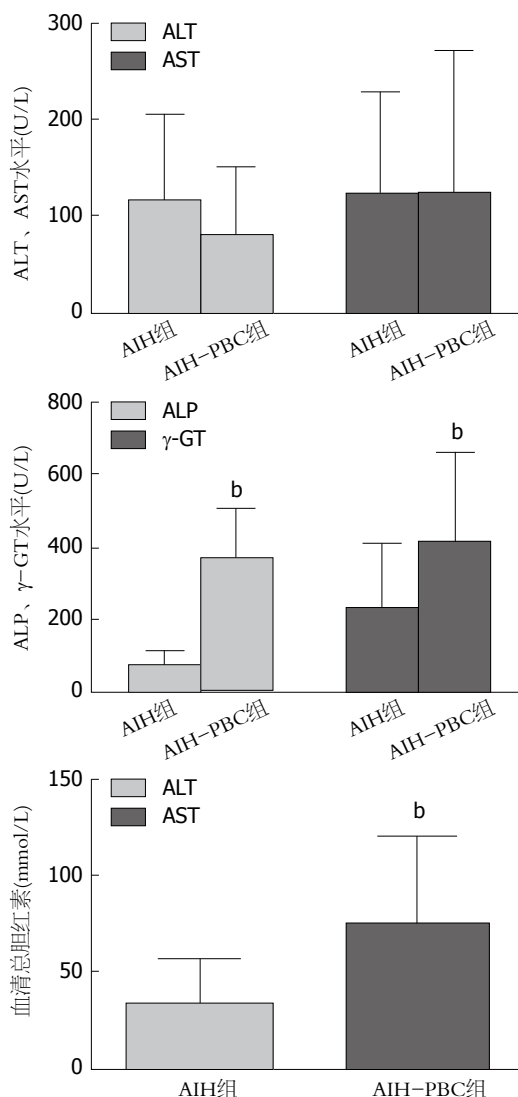 300
ALT
AST
200
100
0
ALT、AST水平(U/L)
AIH组
AIH-PBC组
AIH组
AIH-PBC组
800
ALP
γ-GT
b
b
600
400
200
0
ALP、γ-GT水平(U/L)
AIH组
AIH-PBC组
AIH组
AIH-PBC组
150
ALT
AST
b
100
50
0
血清总胆红素(mmol/L)
AIH组
AIH-PBC组